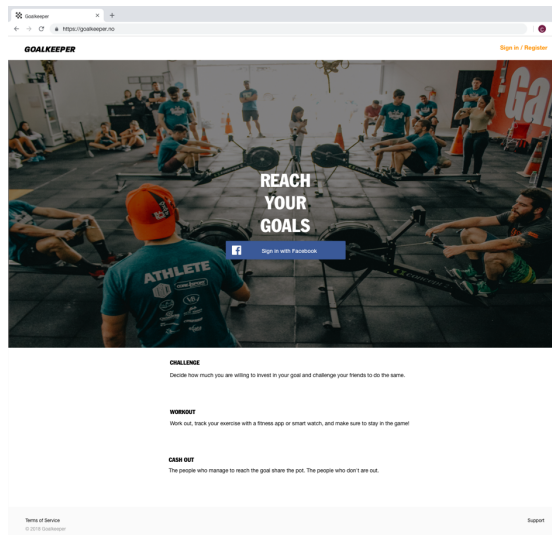 Goalkeeper
https://goalkeeper.no
GOALKEEPER
Sign in / Register
REACH
YOUR
GOALS
Sign in with Facebook
ATHLETE
CHALLENGE
Decide how much you are willing to invest in your goal and challenge your friends to do the same.
WORKOUT
Work out, track your exercise with a fitness app or smart watch, and make sure to stay in the game!
CASH OUT
The people who manage to reach the goal share the pot. The people who don't are out.
Terms of Service
Support
© 2018 Goalkeeper